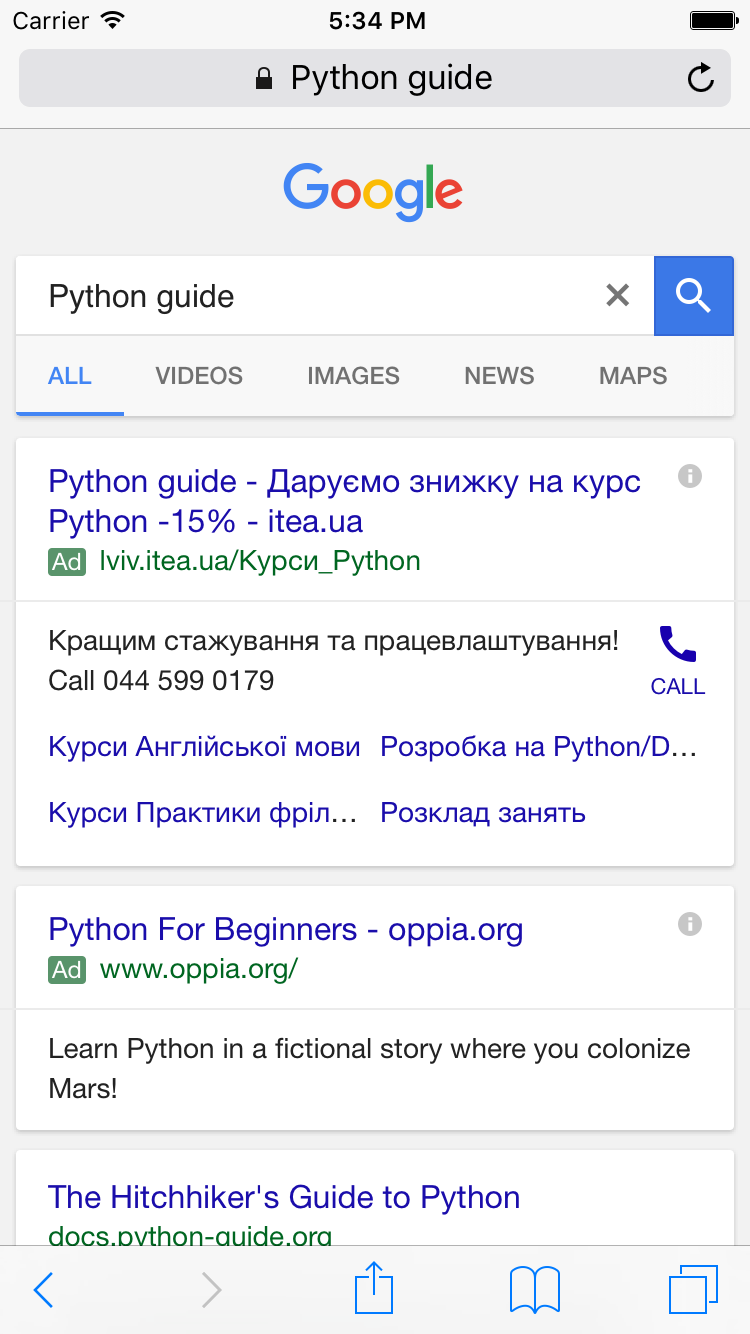 Carrier 5:34 PM
Python guide
Google
Python guide
ALL VIDEOS IMAGES NEWS MAPS
Python guide - Даруємо знижку на курс
Python -15% - itea.ua
Ad lviv.itea.ua/Курси_Python
Кращим стажування та працевлаштування!
Call 044 599 0179
CALL
Курси Англійської мови Розробка на Python/D...
Курси Практики фріл... Розклад занять
Python For Beginners - oppia.org
Ad www.oppia.org/
Learn Python in a fictional story where you colonize
Mars!
The Hitchhiker's Guide to Python
docs.python-guide.org